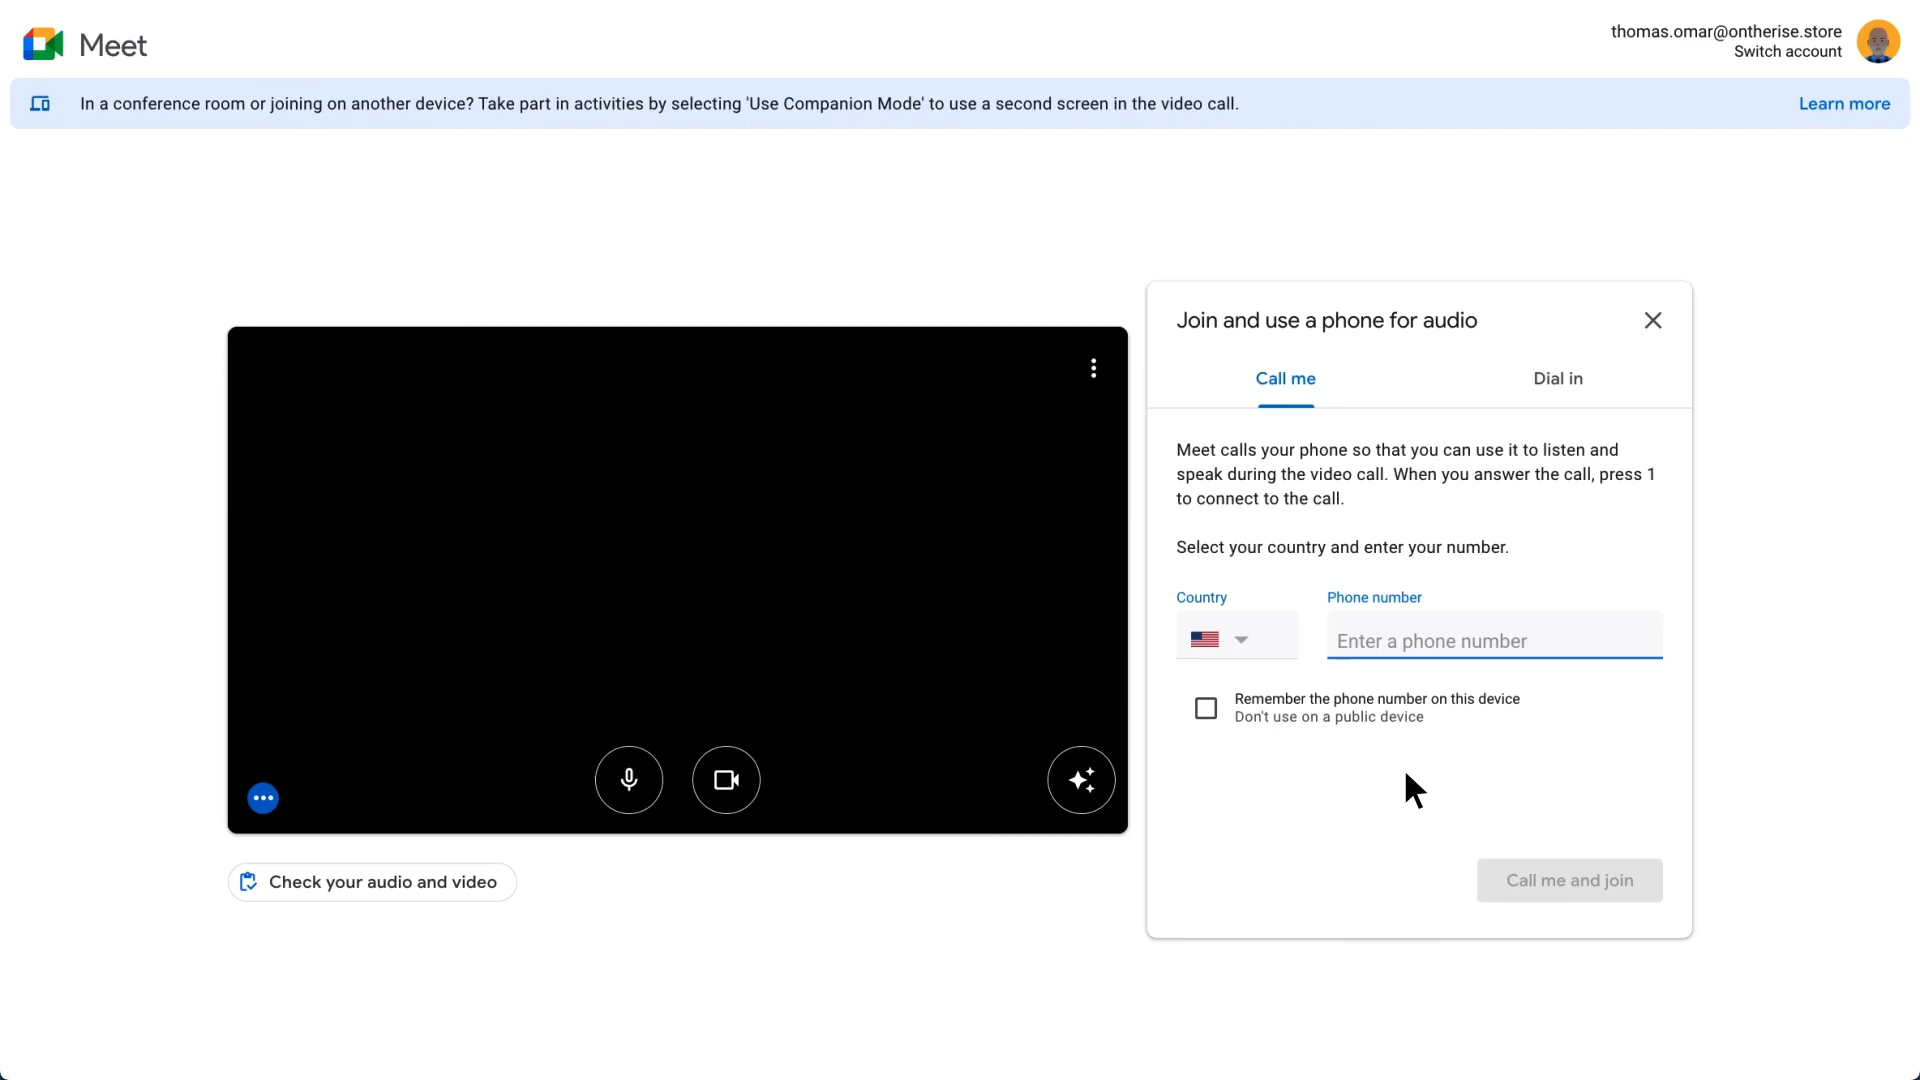 Meet
thomas.omar@ontherise.store
Switch account
In a conference room or joining on another device? Take part in activities by selecting 'Use Companion Mode' to use a second screen in the video call.
Learn more
Join and use a phone for audio
Call me
Dial in
Meet calls your phone so that you can use it to listen and
speak during the video call. When you answer the call, press 1
to connect to the call.
Select your country and enter your number.
Country
Phone number
Enter a phone number
Remember the phone number on this device
Don't use on a public device
Check your audio and video
Call me and join